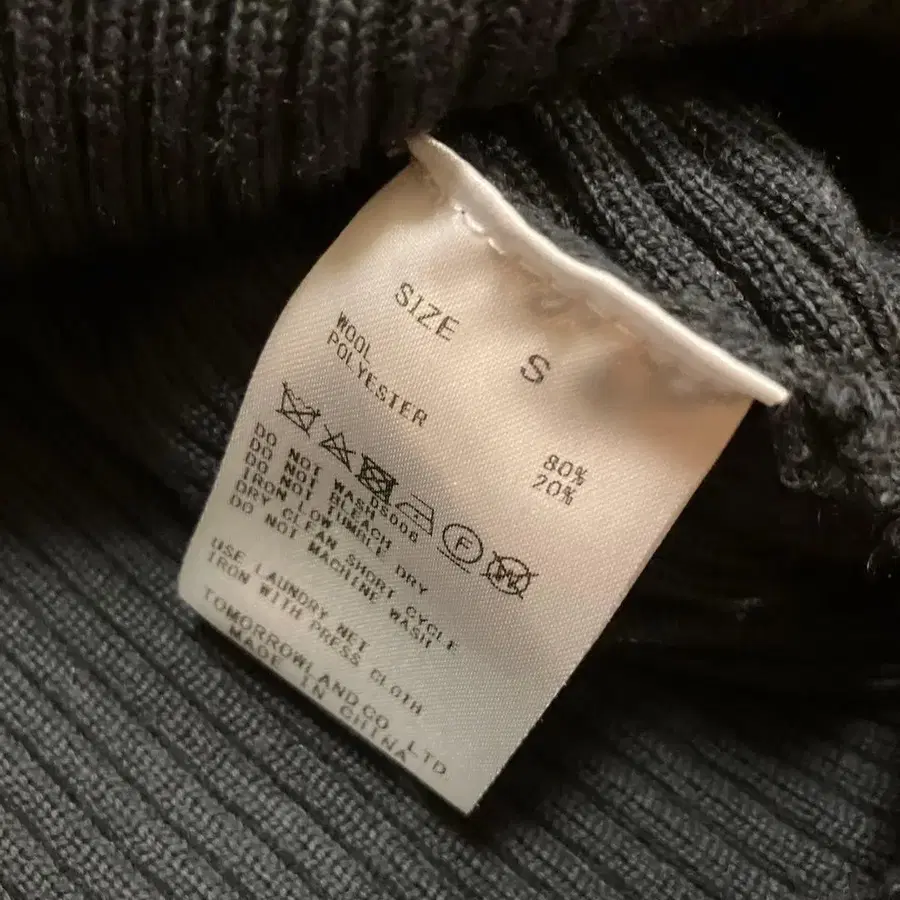 SIZE S
WOOL 80%
POLYESTER 20%
DS006
DO NOT WASH
DO NOT BLEACH
DO NOT TUMBLE DRY
IRON LOW
DRY CLEAN SHORT CYCLE
DO NOT MACHINE WASH
USE LAUNDRY NET
IRON WITH PRESS CLOTH
TOMORROWLAND CO., LTD.
MADE IN CHINA